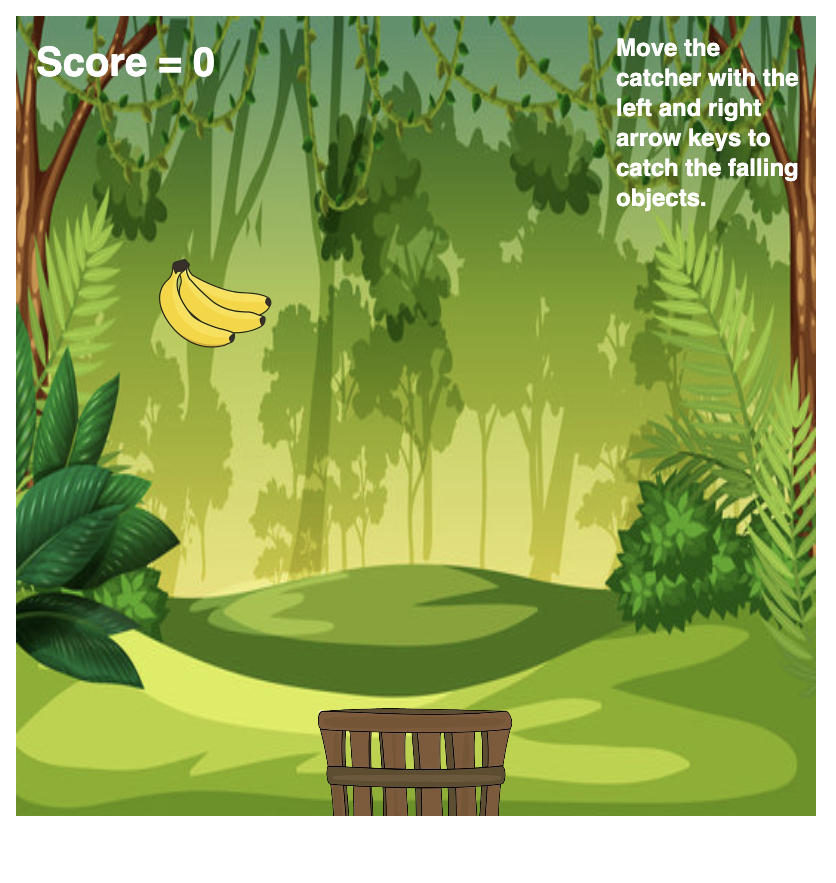 Score = 0
Move the
catcher with the
left and right
arrow keys to
catch the falling
objects.